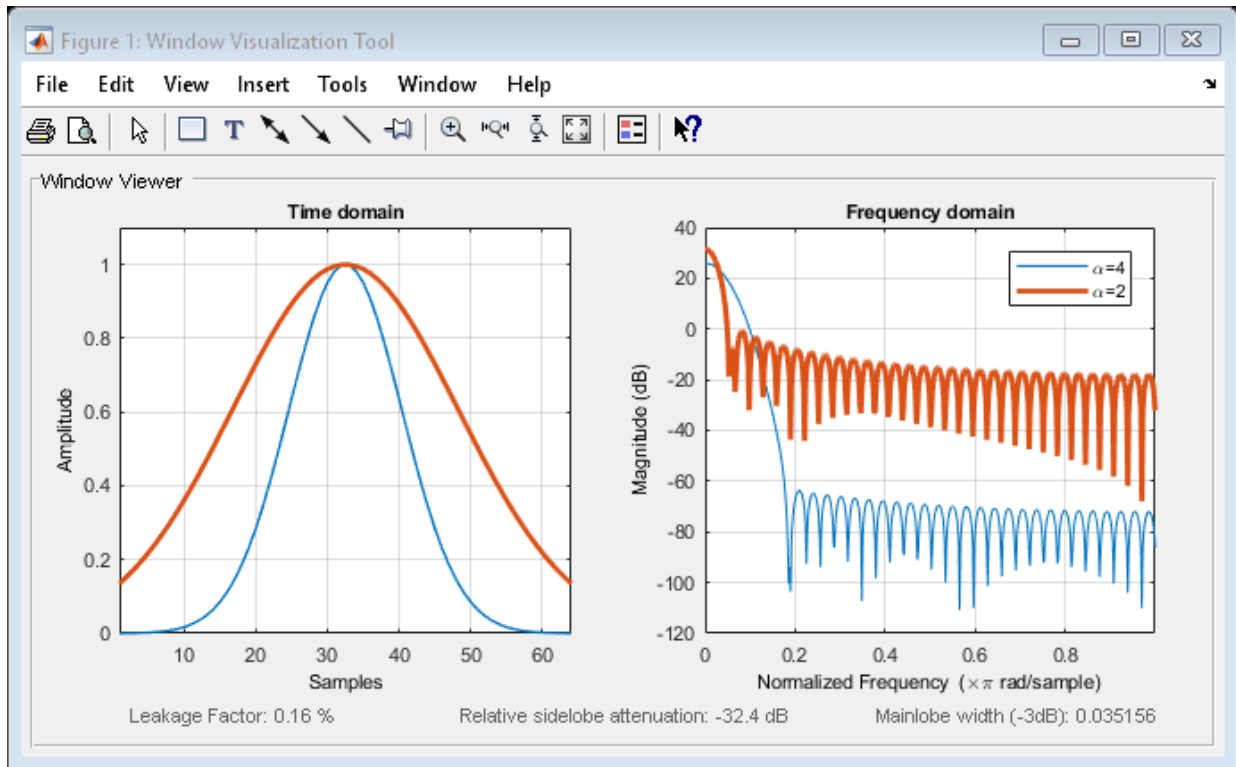 Figure 1: Window Visualization Tool
File Edit View Insert Tools Window Help
Window Viewer
Time domain
1
0.8
0.6
0.4
0.2
0
Amplitude
10 20 30 40 50 60
Samples
Frequency domain
40
20
0
-20
-40
-60
-80
-100
-120
Magnitude (dB)
α=4
α=2
0 0.2 0.4 0.6 0.8
Normalized Frequency (×π rad/sample)
Leakage Factor: 0.16 % Relative sidelobe attenuation: -32.4 dB Mainlobe width (-3dB): 0.035156